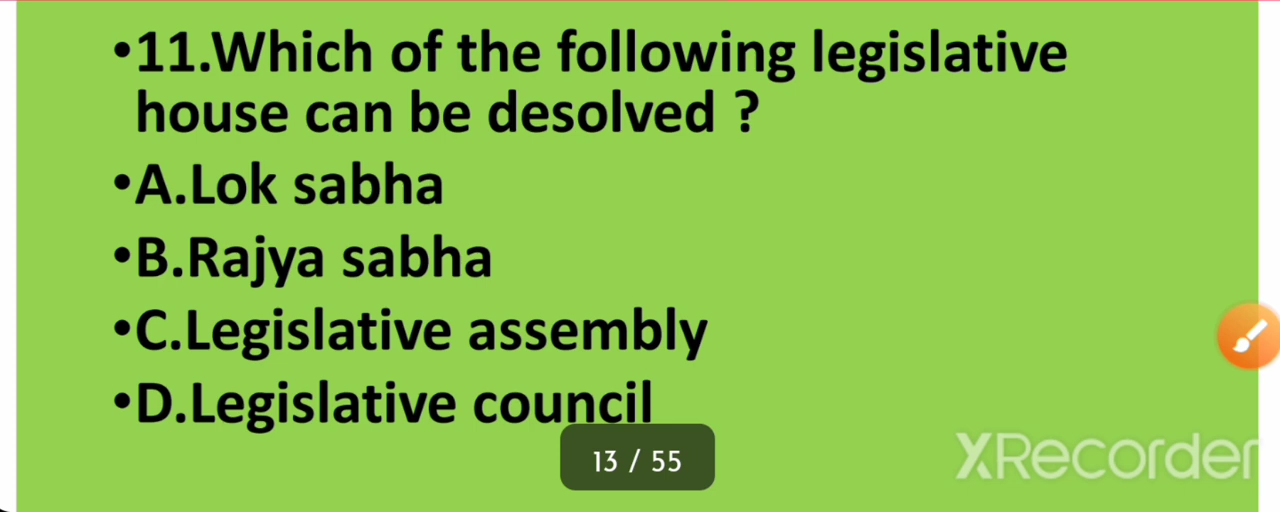 •11.Which of the following legislative
house can be desolved ?
•A.Lok sabha
•B.Rajya sabha
•C.Legislative assembly
•D.Legislative council
13 / 55
XRecorder